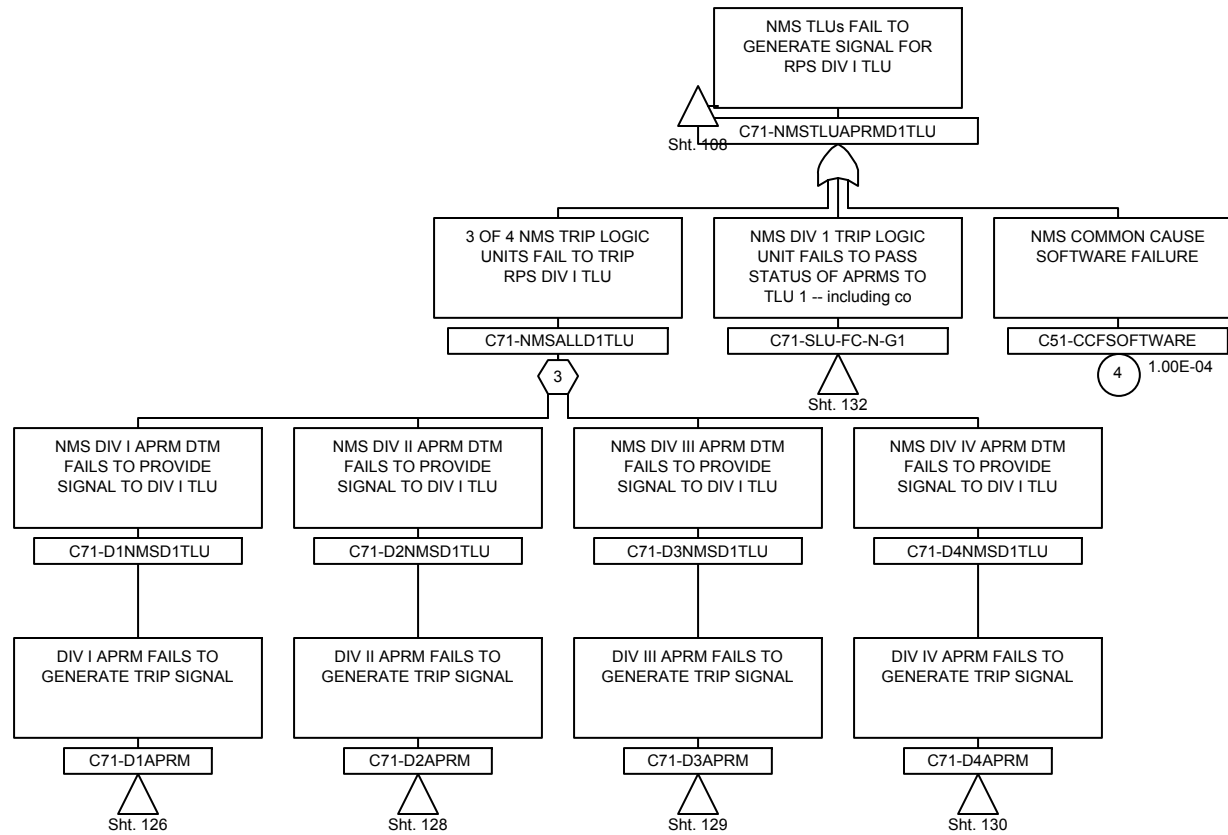 NMS TLUs FAIL TO
GENERATE SIGNAL FOR
RPS DIV I TLU
C71-NMSTLUAPRMD1TLU
Sht. 108
3 OF 4 NMS TRIP LOGIC
UNITS FAIL TO TRIP
RPS DIV I TLU
C71-NMSALLD1TLU
3
NMS DIV 1 TRIP LOGIC
UNIT FAILS TO PASS
STATUS OF APRMS TO
TLU 1 -- including co
C71-SLU-FC-N-G1
Sht. 132
NMS COMMON CAUSE
SOFTWARE FAILURE
C51-CCFSOFTWARE
4
1.00E-04
NMS DIV I APRM DTM
FAILS TO PROVIDE
SIGNAL TO DIV I TLU
C71-D1NMSD1TLU
NMS DIV II APRM DTM
FAILS TO PROVIDE
SIGNAL TO DIV I TLU
C71-D2NMSD1TLU
NMS DIV III APRM DTM
FAILS TO PROVIDE
SIGNAL TO DIV I TLU
C71-D3NMSD1TLU
NMS DIV IV APRM DTM
FAILS TO PROVIDE
SIGNAL TO DIV I TLU
C71-D4NMSD1TLU
DIV I APRM FAILS TO
GENERATE TRIP SIGNAL
C71-D1APRM
Sht. 126
DIV II APRM FAILS TO
GENERATE TRIP SIGNAL
C71-D2APRM
Sht. 128
DIV III APRM FAILS TO
GENERATE TRIP SIGNAL
C71-D3APRM
Sht. 129
DIV IV APRM FAILS TO
GENERATE TRIP SIGNAL
C71-D4APRM
Sht. 130